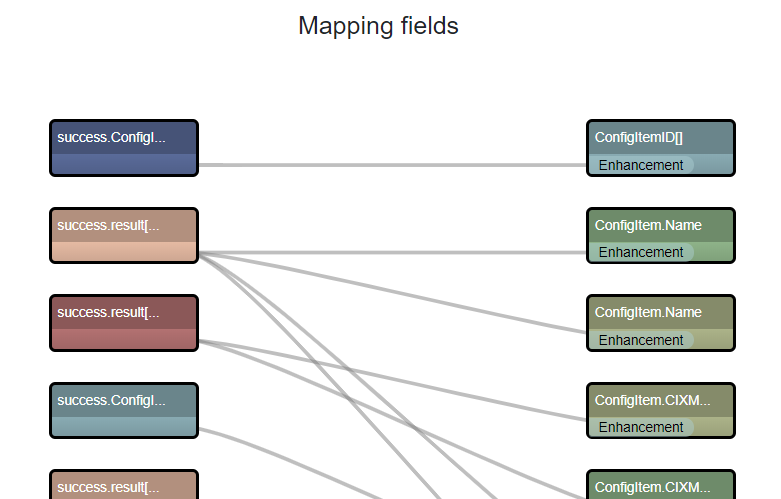 Mapping fields
success.ConfigI...
ConfigItemID[]
Enhancement
success.result[...
ConfigItem.Name
Enhancement
success.result[...
ConfigItem.Name
Enhancement
success.ConfigI...
ConfigItem.CIXM...
Enhancement
success.result[...
ConfigItem.CIXM...